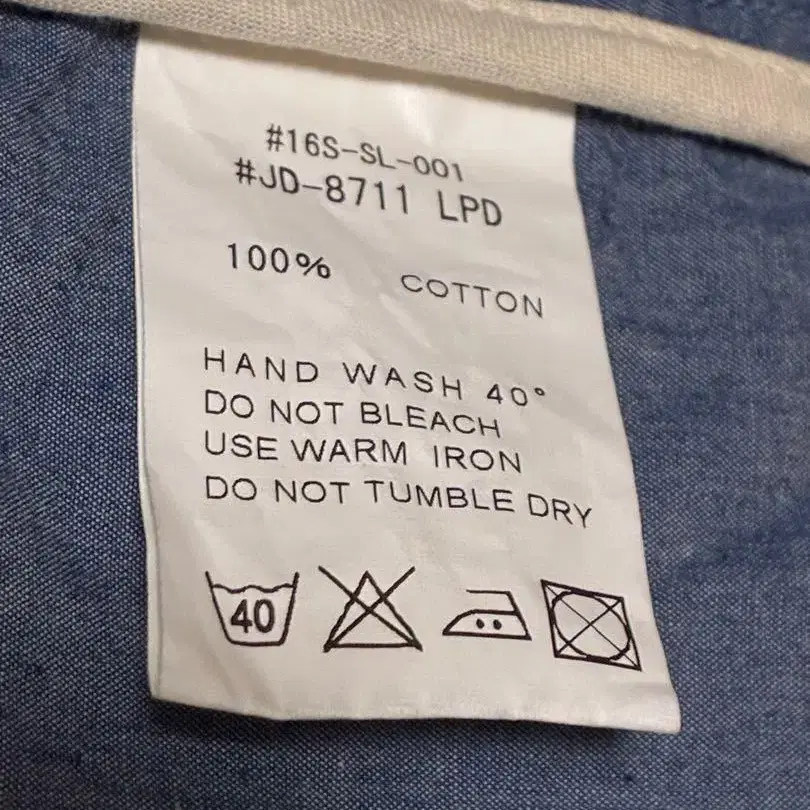 #16S-SL-001
#JD-8711 LPD
100% COTTON
HAND WASH 40°
DO NOT BLEACH
USE WARM IRON
DO NOT TUMBLE DRY
40